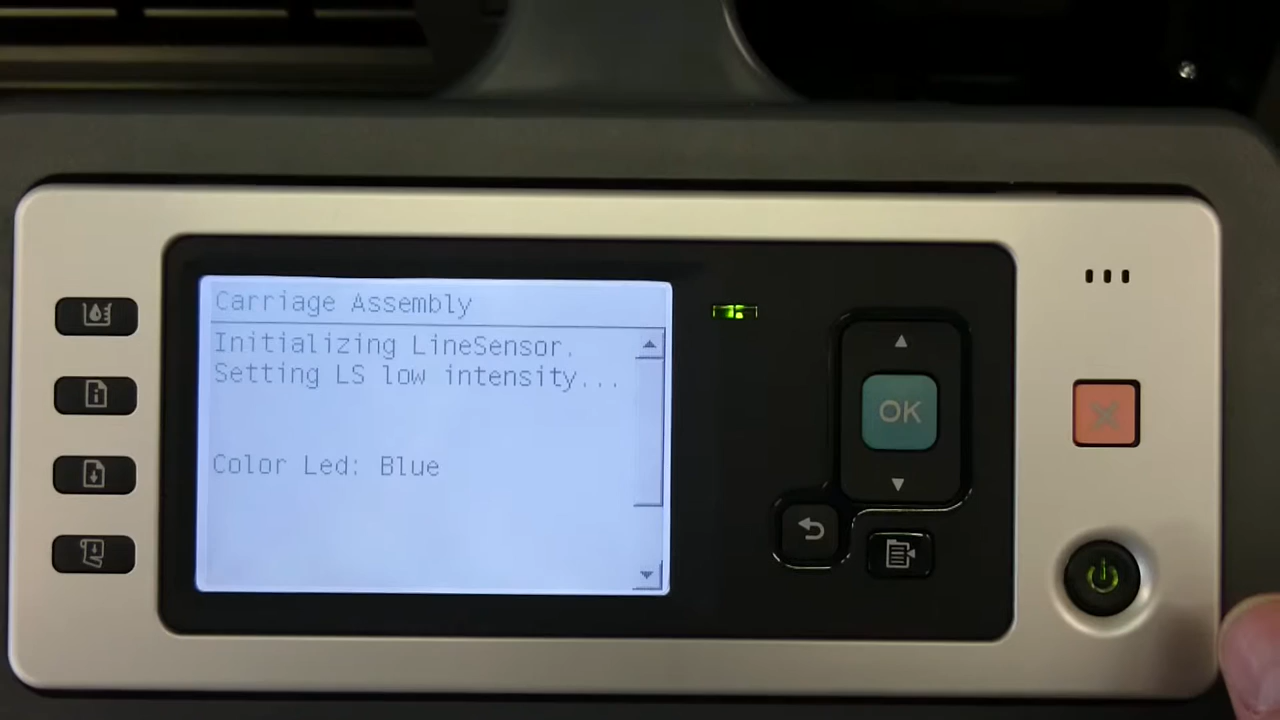 Carriage Assembly
Initializing LineSensor.
Setting LS low intensity...
Color Led: Blue
OK